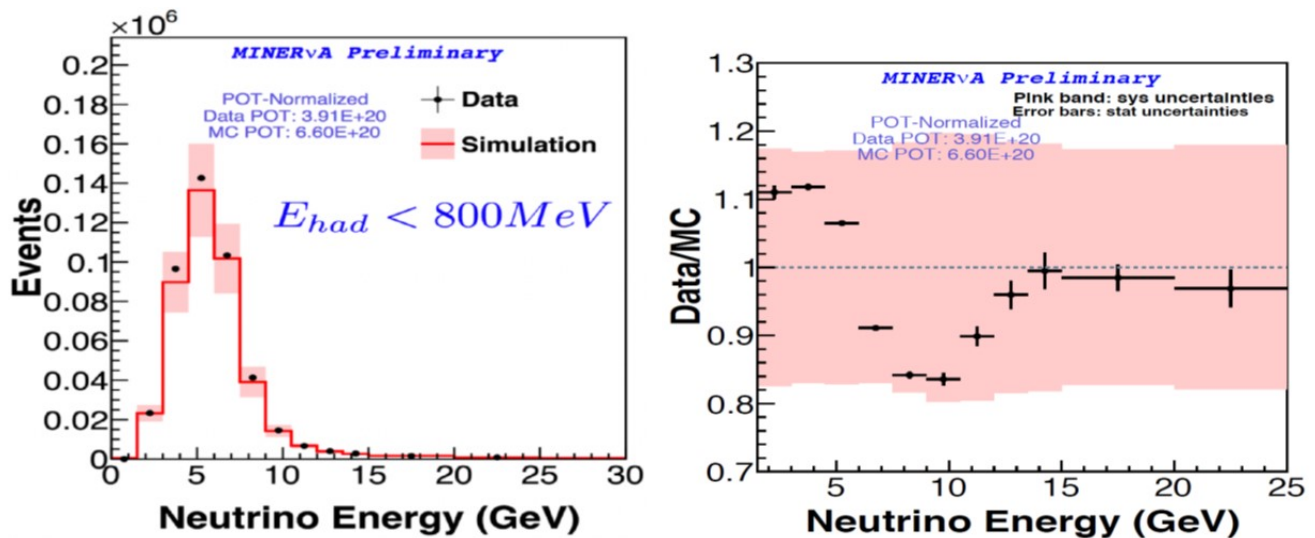 ×10⁶
MINERνA Preliminary
POT-Normalized
Data POT: 3.91E+20
MC POT: 6.60E+20
Data
Simulation
E_had < 800MeV
Events
0.2
0.18
0.16
0.14
0.12
0.1
0.08
0.06
0.04
0.02
0
0 5 10 15 20 25 30
Neutrino Energy (GeV)
MINERνA Preliminary
Pink band: sys uncertainties
Error bars: stat uncertainties
POT-Normalized
Data POT: 3.91E+20
MC POT: 6.60E+20
Data/MC
1.3
1.2
1.1
1
0.9
0.8
0.7
5 10 15 20 25
Neutrino Energy (GeV)